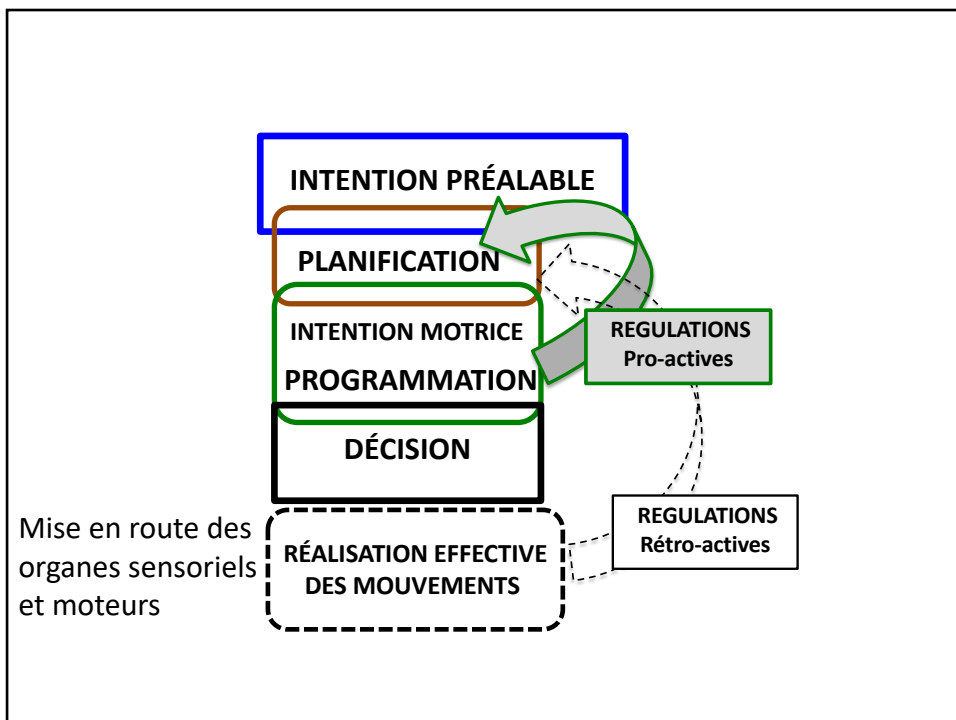 INTENTION PRÉALABLE
PLANIFICATION
INTENTION MOTRICE
PROGRAMMATION
REGULATIONS
Pro-actives
DÉCISION
Mise en route des
organes sensoriels
et moteurs
RÉALISATION EFFECTIVE
DES MOUVEMENTS
REGULATIONS
Rétro-actives